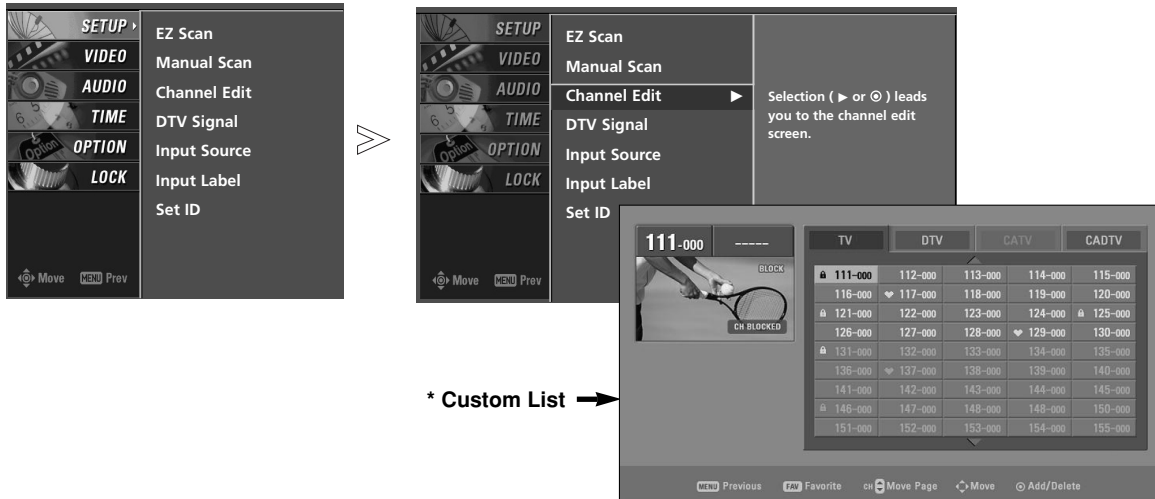 SETUP
VIDEO
AUDIO
TIME
OPTION
LOCK
Move MENU Prev
EZ Scan
Manual Scan
Channel Edit
DTV Signal
Input Source
Input Label
Set ID
SETUP
VIDEO
AUDIO
TIME
OPTION
LOCK
Move MENU Prev
EZ Scan
Manual Scan
Channel Edit ►
DTV Signal
Input Source
Input Label
Set ID
Selection ( ► or ⊙ ) leads
you to the channel edit
screen.
* Custom List
111-000 -----
BLOCK
CH BLOCKED
TV DTV CATV CADTV
111-000 112-000 113-000 114-000 115-000
116-000 117-000 118-000 119-000 120-000
121-000 122-000 123-000 124-000 125-000
126-000 127-000 128-000 129-000 130-000
131-000 132-000 133-000 134-000 135-000
136-000 137-000 138-000 139-000 140-000
141-000 142-000 143-000 144-000 145-000
146-000 147-000 148-000 148-000 150-000
151-000 152-000 153-000 154-000 155-000
MENU Previous FAV Favorite CH Move Page Move ⊙ Add/Delete